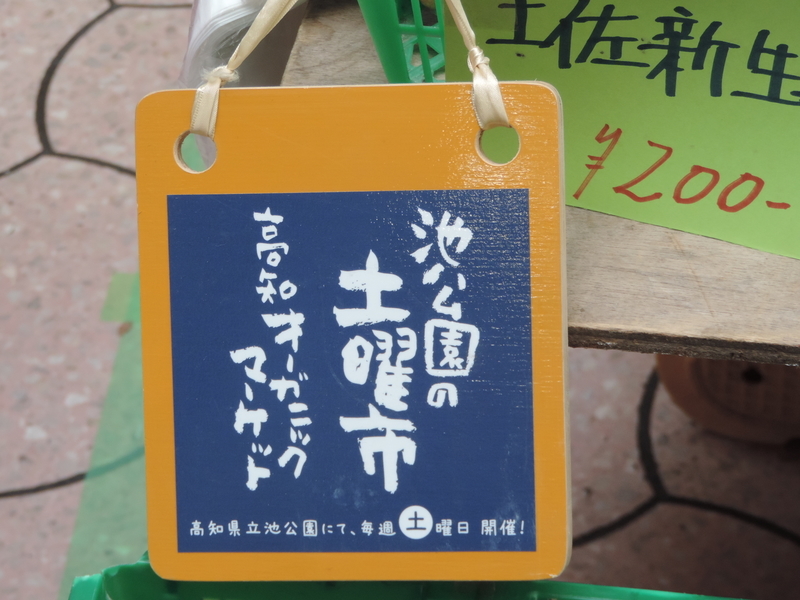 池公園の
土曜市
高知オーガニック
マーケット
高知県立池公園にて、毎週土曜日 開催!
土佐新生
¥200-